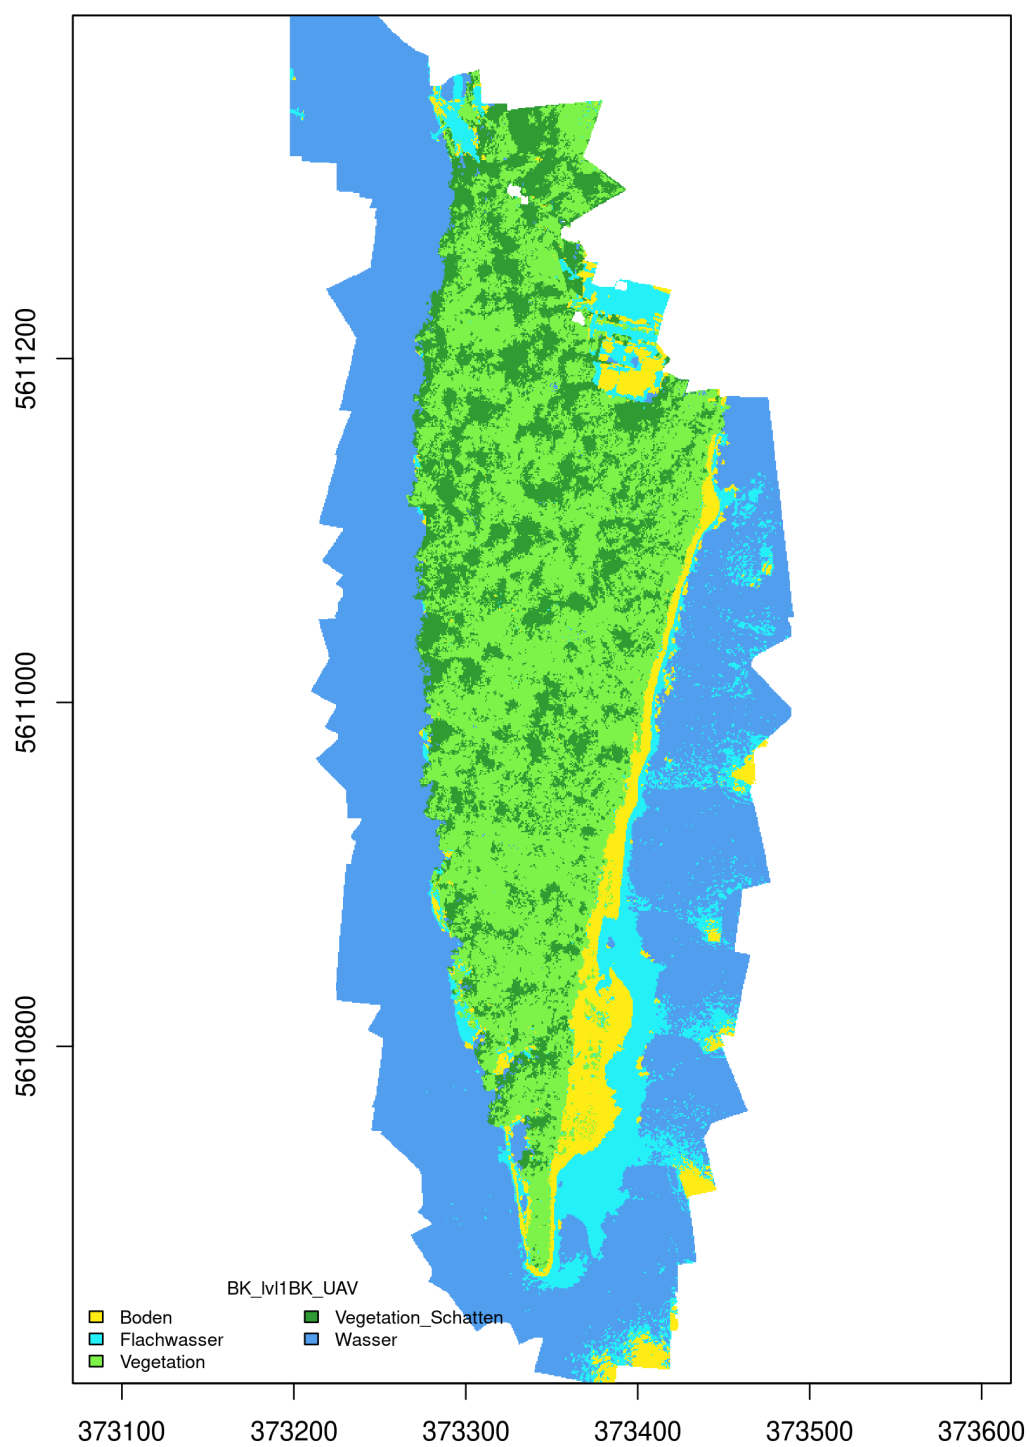 5611200
5611000
5610800
BK_lvl1BK_UAV
Boden
Vegetation_Schatten
Flachwasser
Wasser
Vegetation
373100 373200 373300 373400 373500 373600